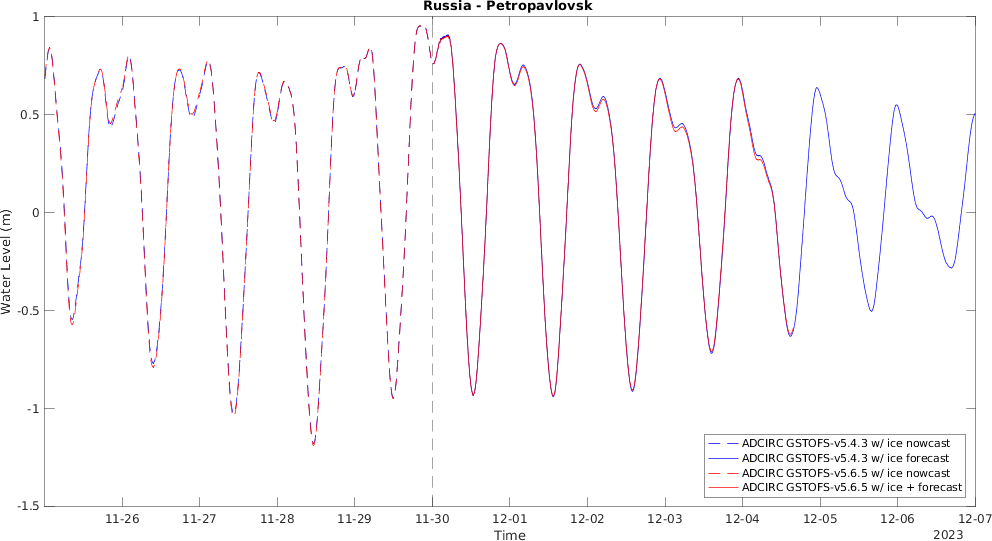 Russia - Petropavlovsk
1
0.5
0
-0.5
-1
-1.5
Water Level (m)
ADCIRC GSTOFS-v5.4.3 w/ ice nowcast
ADCIRC GSTOFS-v5.4.3 w/ ice forecast
ADCIRC GSTOFS-v5.6.5 w/ ice nowcast
ADCIRC GSTOFS-v5.6.5 w/ ice + forecast
11-26 11-27 11-28 11-29 11-30 12-01 12-02 12-03 12-04 12-05 12-06 12-07
Time
2023